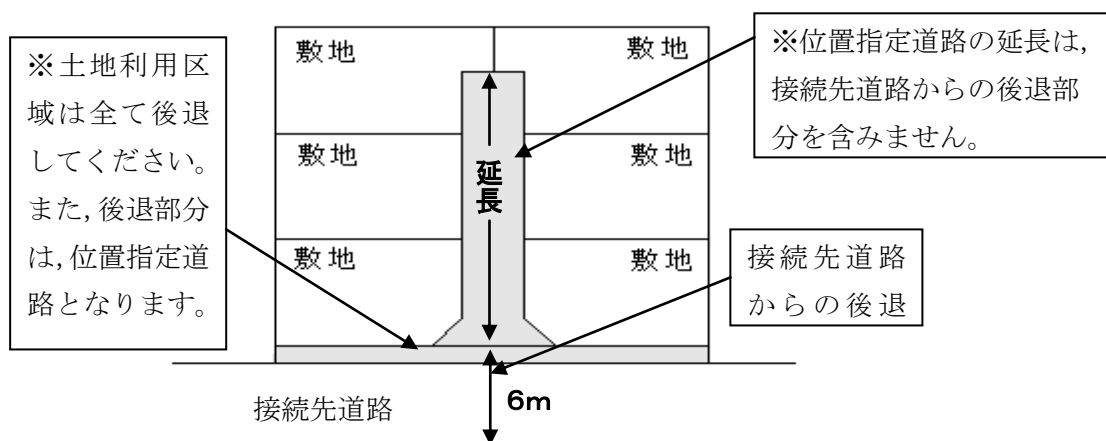 ※土地利用区
域は全て後退
してください。
また,後退部分
は,位置指定道
路となります。
敷地
敷地
※位置指定道路の延長は,
接続先道路からの後退部
分を含みません。
敷地
敷地
延長
敷地
敷地
接続先道路
からの後退
接続先道路
6m